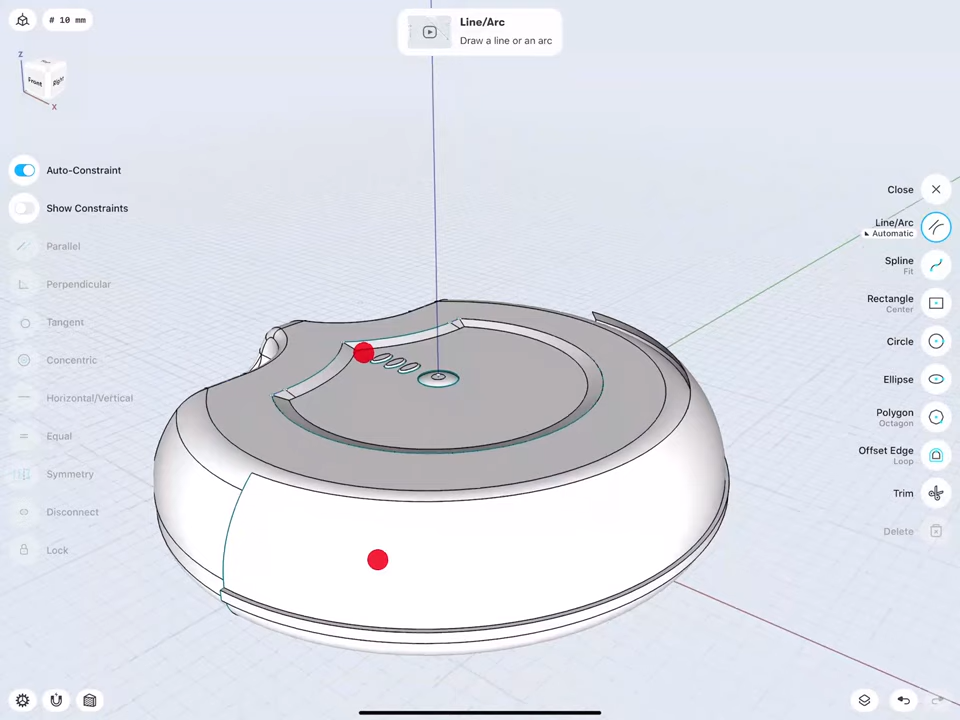 # 10 mm
Line/Arc
Draw a line or an arc
Z
Front
Right
X
Auto-Constraint
Show Constraints
Parallel
Perpendicular
Tangent
Concentric
Horizontal/Vertical
Equal
Symmetry
Disconnect
Lock
Close
Line/Arc
Automatic
Spline
Fit
Rectangle
Center
Circle
Ellipse
Polygon
Octagon
Offset Edge
Loop
Trim
Delete